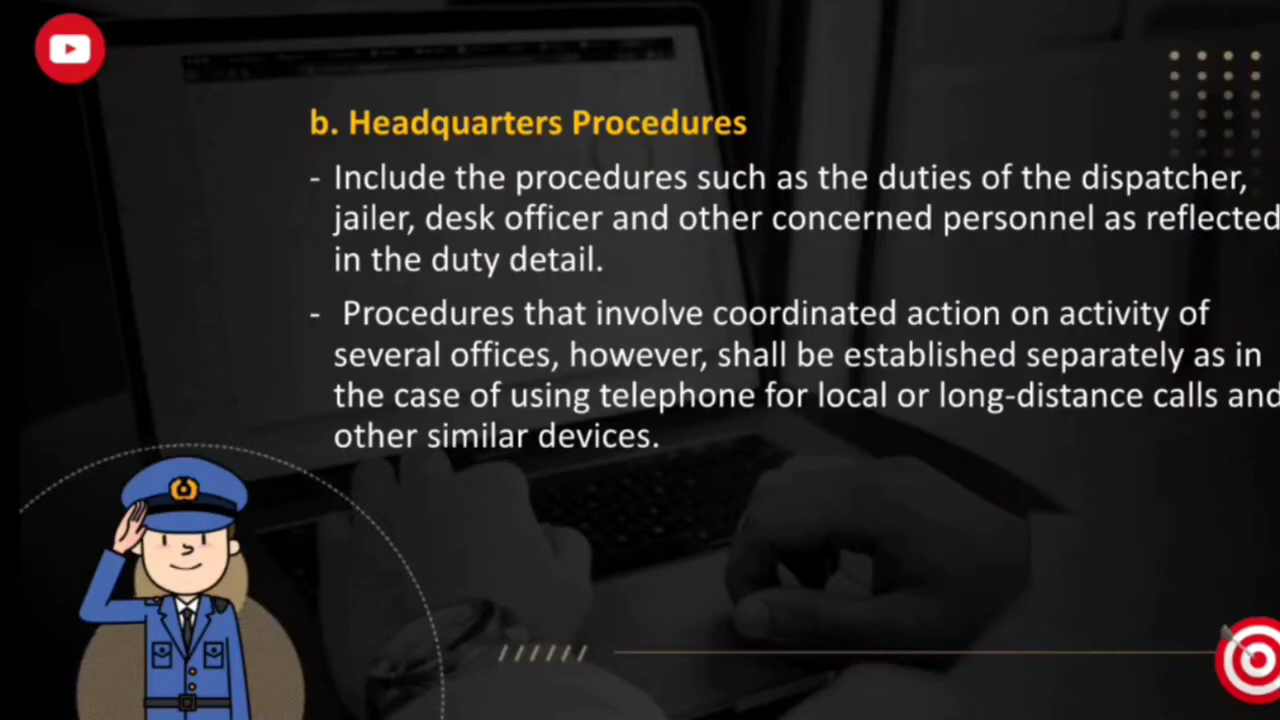 b. Headquarters Procedures
- Include the procedures such as the duties of the dispatcher,
jailer, desk officer and other concerned personnel as reflected
in the duty detail.
- Procedures that involve coordinated action on activity of
several offices, however, shall be established separately as in
the case of using telephone for local or long-distance calls and
other similar devices.